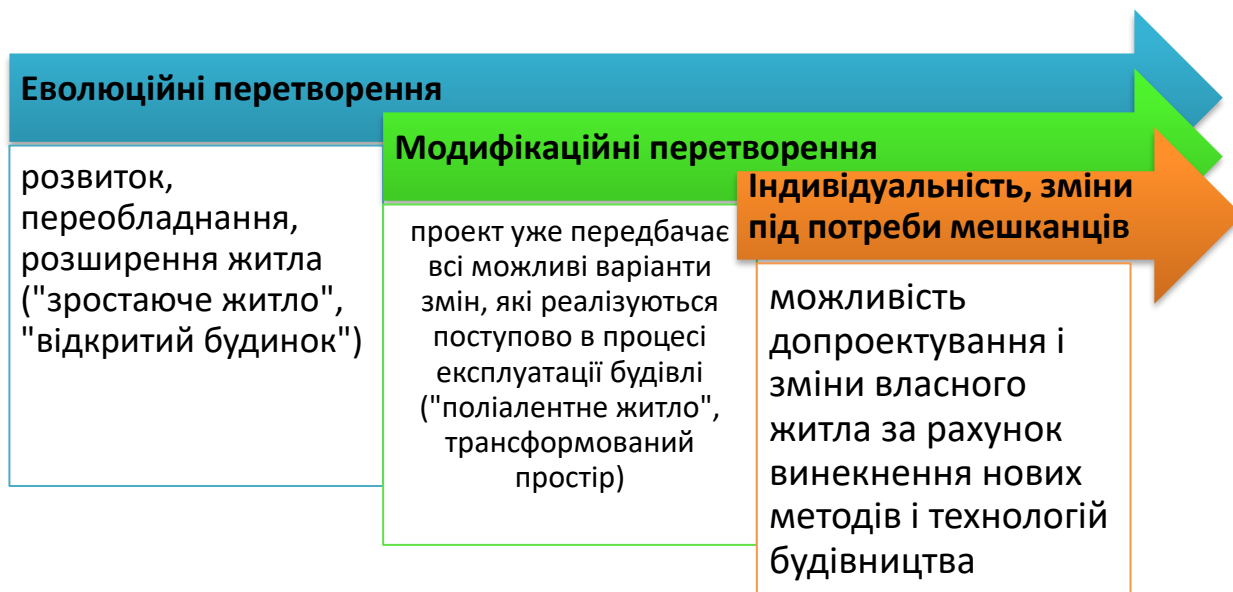 Еволюційні перетворення
розвиток,
переобладнання,
розширення житла
("зростаюче житло",
"відкритий будинок")
Модифікаційні перетворення
проект уже передбачає
всі можливі варіанти
змін, які реалізуються
поступово в процесі
експлуатації будівлі
("поліалентне житло",
трансформований
простір)
Індивідуальність, зміни
під потреби мешканців
можливість
допроектування і
зміни власного
житла за рахунок
винекнення нових
методів і технологій
будівництва